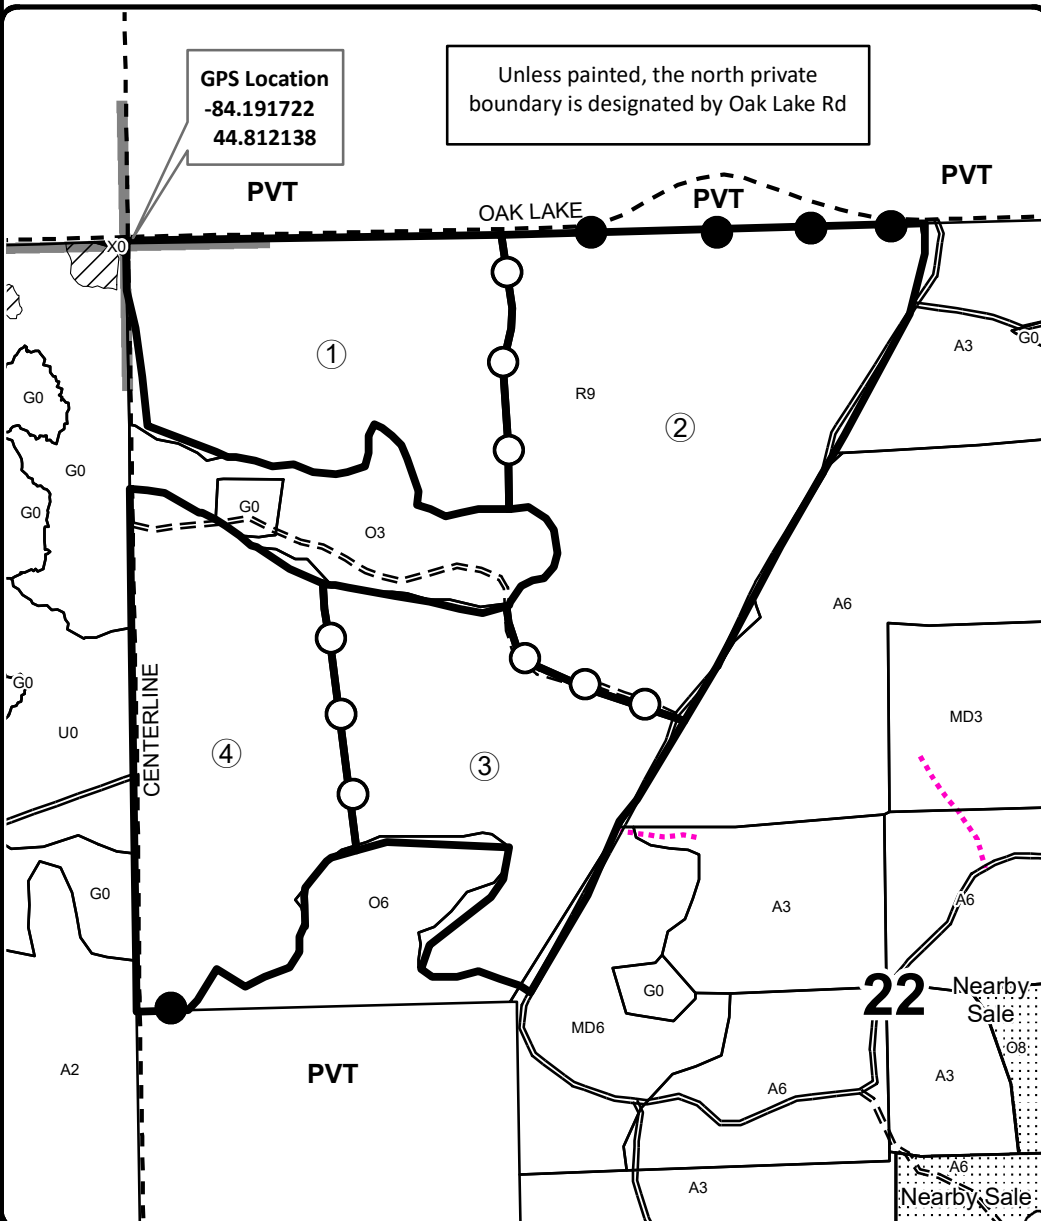 GPS Location
-84.191722
44.812138
Unless painted, the north private
boundary is designated by Oak Lake Rd
PVT
PVT
PVT
OAK LAKE
X0
1
A3
G0
G0
R9
2
G0
G0
G0
O3
A6
G0
CENTERLINE
MD3
U0
4
3
G0
O6
A3
A6
22
Nearby
Sale
G0
MD6
O8
A2
PVT
A6
A3
A6
A3
Nearby Sale